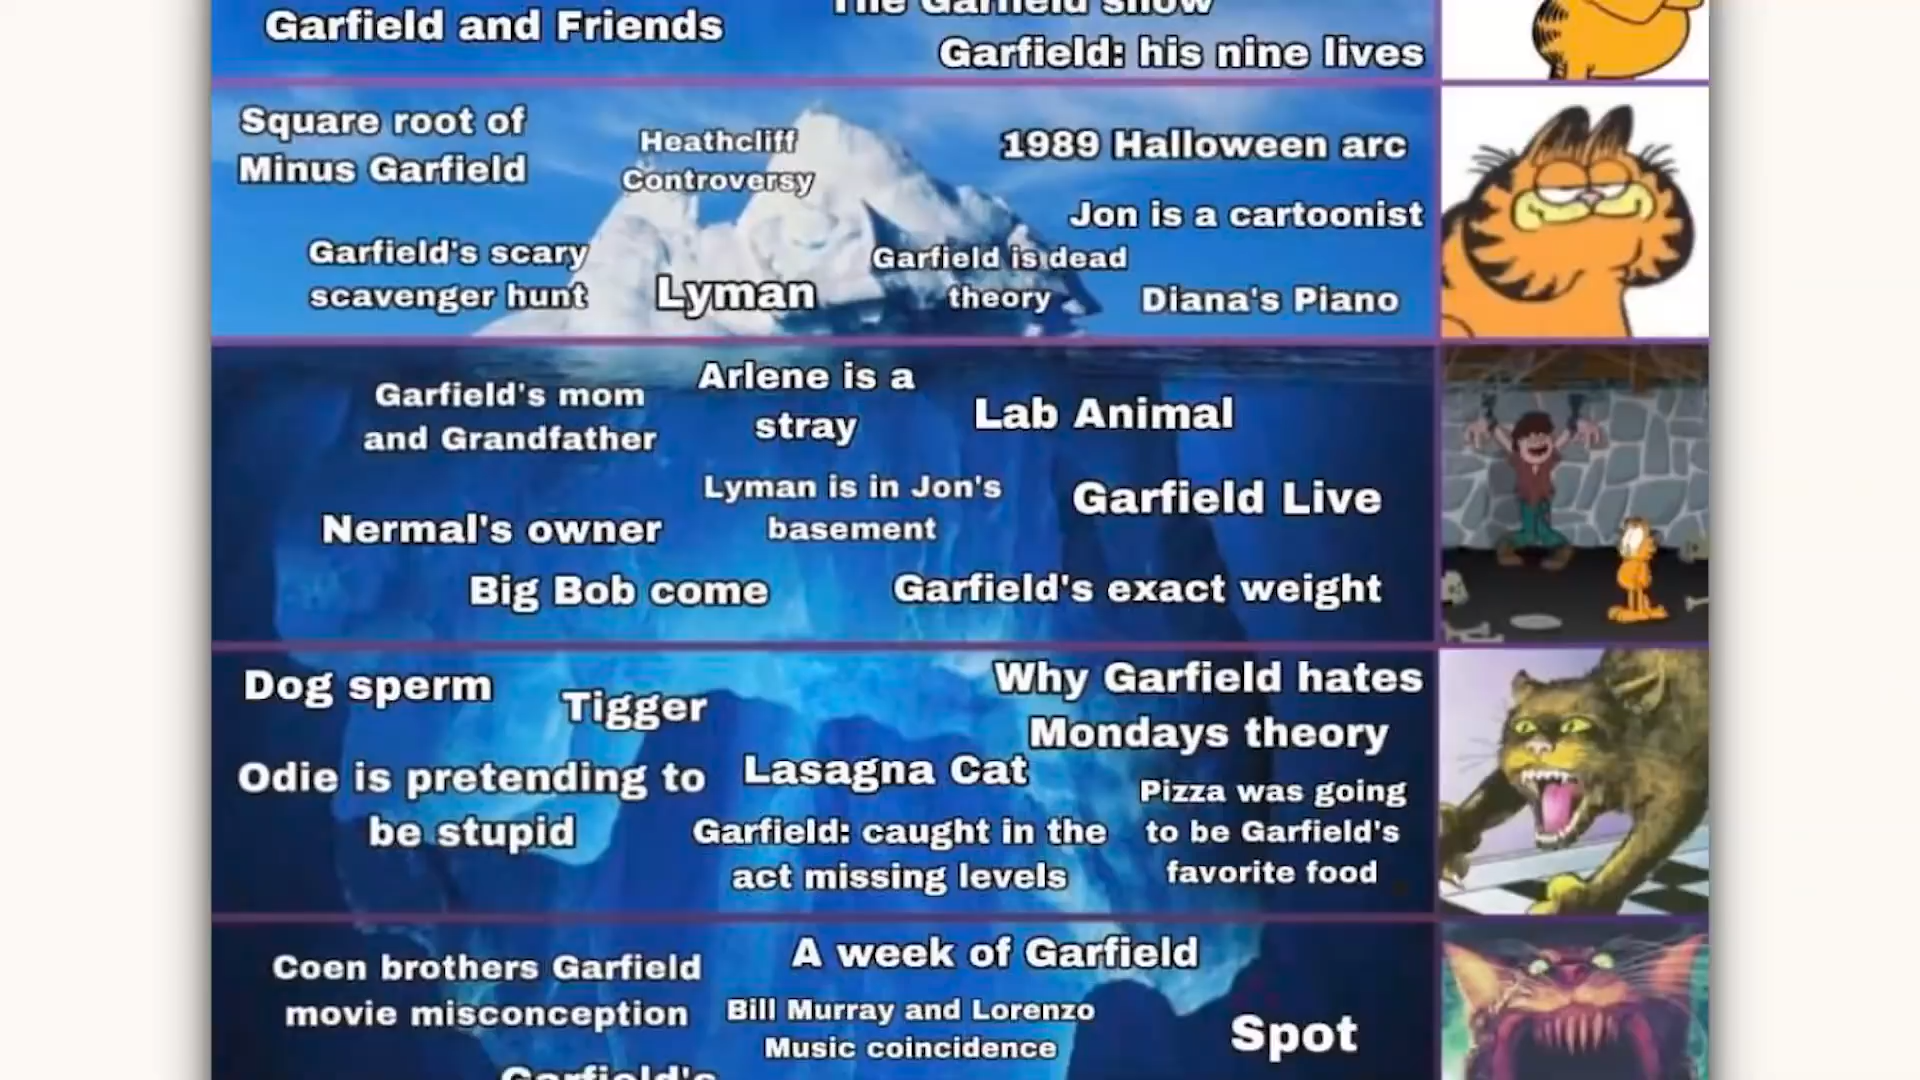 The Garfield show
Garfield and Friends
Garfield: his nine lives
Square root of
Minus Garfield
Heathcliff
Controversy
1989 Halloween arc
Jon is a cartoonist
Garfield's scary
scavenger hunt
Lyman
Garfield is dead
theory
Diana's Piano
Garfield's mom
and Grandfather
Arlene is a
stray
Lab Animal
Lyman is in Jon's
basement
Garfield Live
Nermal's owner
Big Bob come
Garfield's exact weight
Dog sperm
Tigger
Why Garfield hates
Mondays theory
Odie is pretending to
be stupid
Lasagna Cat
Garfield: caught in the
act missing levels
Pizza was going
to be Garfield's
favorite food
Coen brothers Garfield
movie misconception
A week of Garfield
Bill Murray and Lorenzo
Music coincidence
Spot
Garfield's